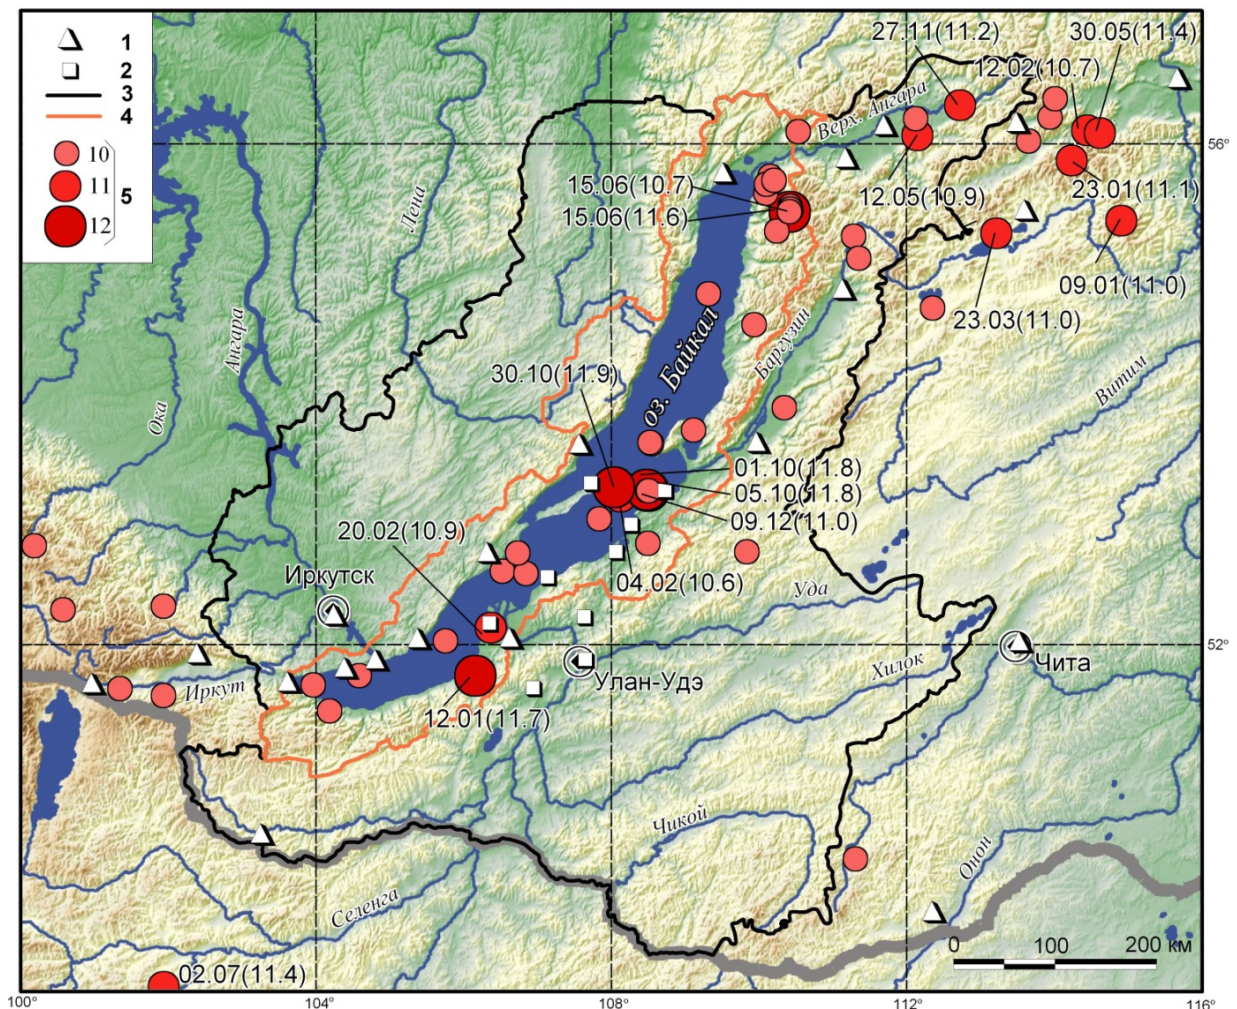 1
2
3
4
10
11
12
5
27.11(11.2)
30.05(11.4)
12.02(10.7)
Верх. Ангара
56°
15.06(10.7)
15.06(11.6)
12.05(10.9)
23.01(11.1)
09.01(11.0)
23.03(11.0)
Лена
Ангара
Ока
оз. Байкал
Баргузин
Витим
30.10(11.9)
01.10(11.8)
05.10(11.8)
09.12(11.0)
20.02(10.9)
04.02(10.6)
Иркутск
Уда
52°
Чита
Хилок
Улан-Удэ
Иркут
12.01(11.7)
Чикой
Онон
Селенга
02.07(11.4)
0 100 200 км
100° 104° 108° 112° 116°